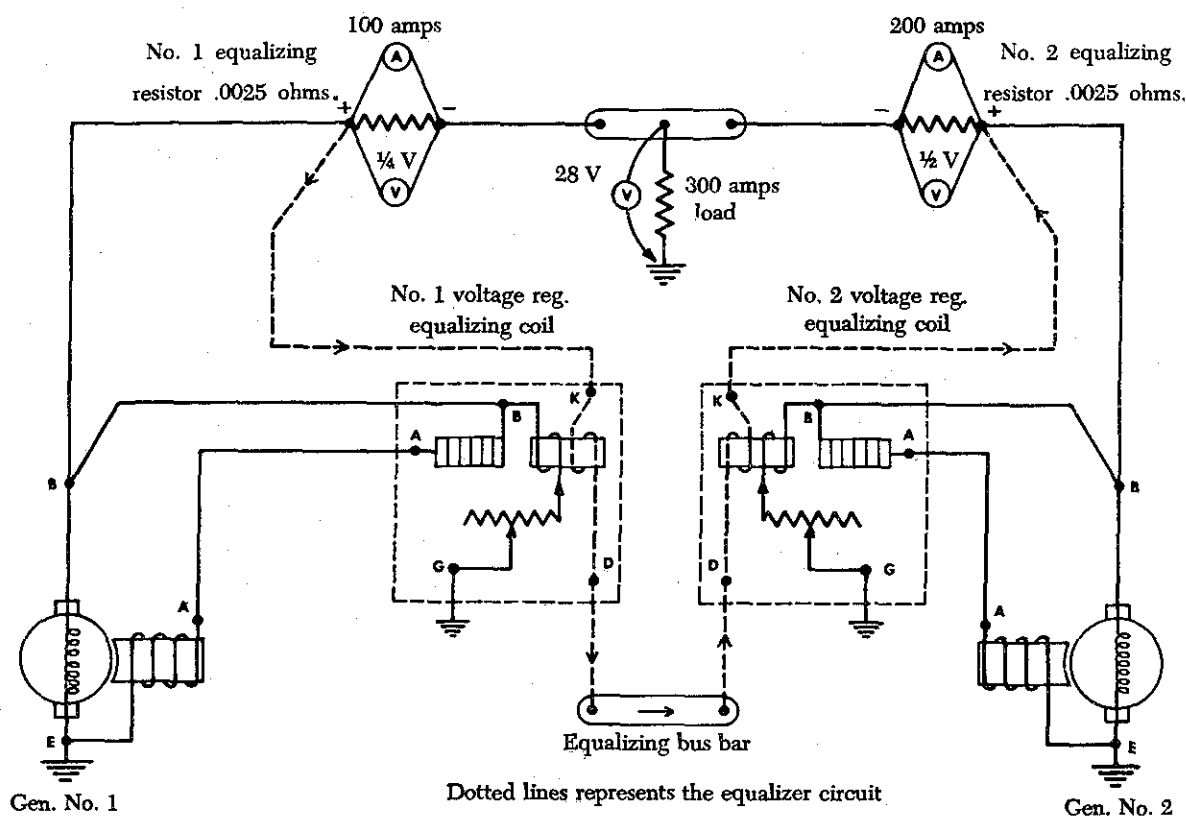 100 amps
200 amps
No. 1 equalizing
resistor .0025 ohms.
No. 2 equalizing
resistor .0025 ohms.
A
A
+
−
−
+
¼ V
½ V
V
V
28 V
V
300 amps
load
No. 1 voltage reg.
equalizing coil
No. 2 voltage reg.
equalizing coil
K
K
B
B
A
A
B
B
G
D
D
G
A
A
E
E
Equalizing bus bar
Dotted lines represents the equalizer circuit
Gen. No. 1
Gen. No. 2